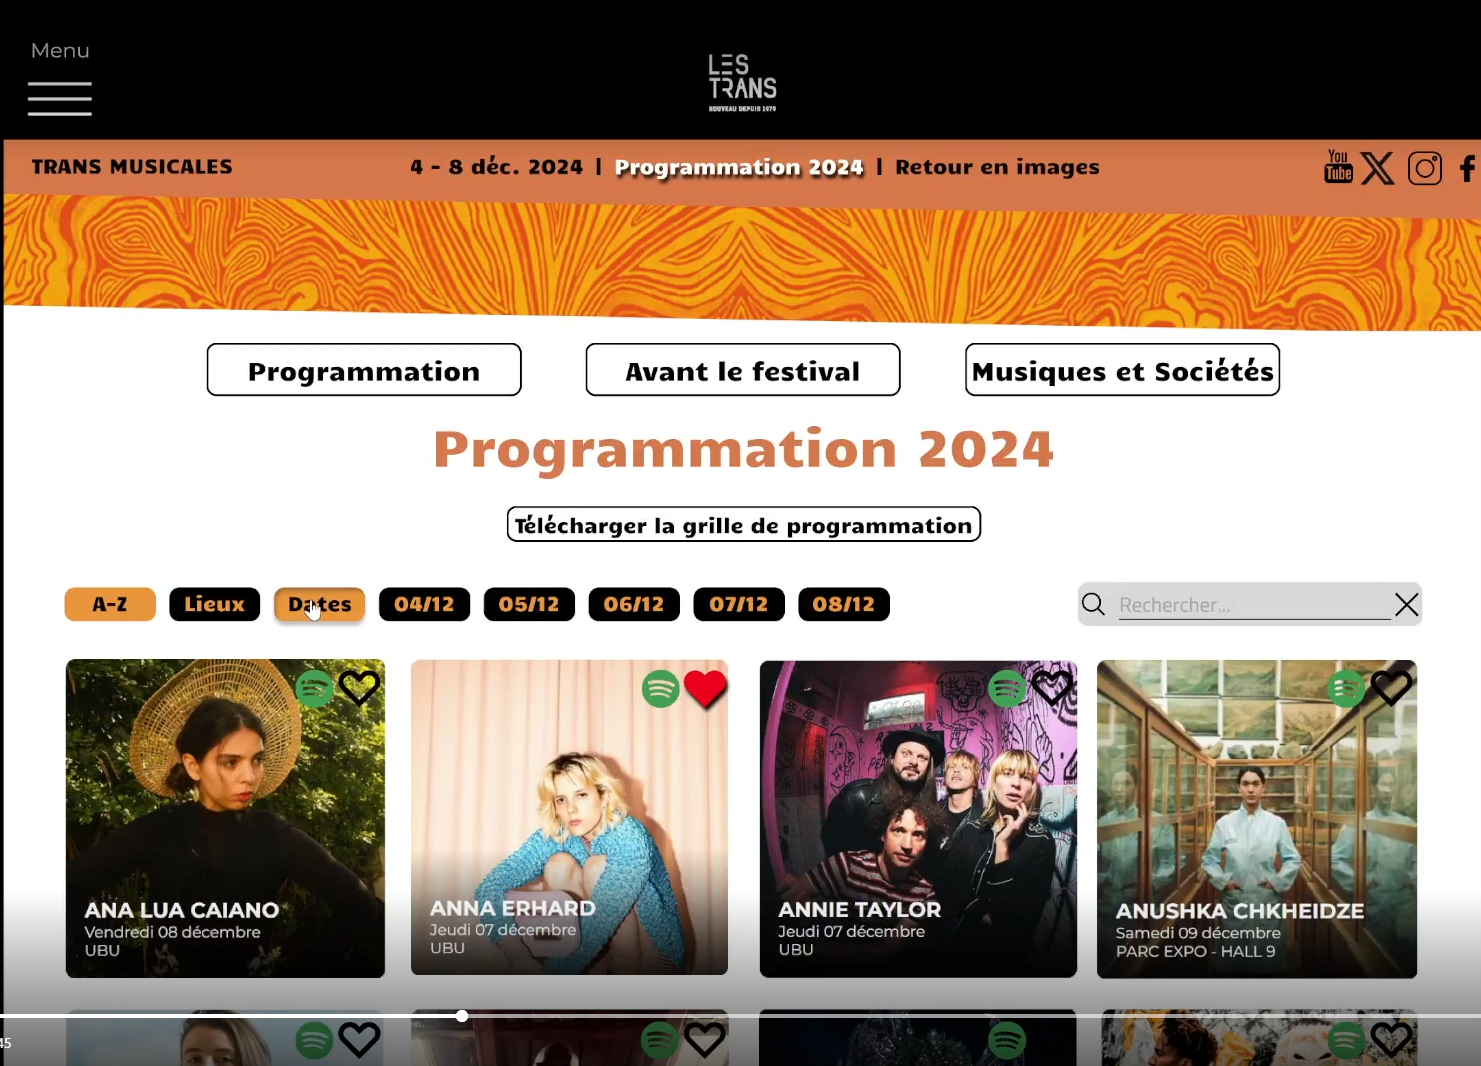 Menu
LES
TRANS
NOUVEAU DEPUIS 1979
TRANS MUSICALES
4 - 8 déc. 2024 | Programmation 2024 | Retour en images
You
Tube
Programmation
Avant le festival
Musiques et Sociétés
Programmation 2024
Télécharger la grille de programmation
A-Z
Lieux
Dates
04/12
05/12
06/12
07/12
08/12
Rechercher...
ANA LUA CAIANO
Vendredi 08 décembre
UBU
ANNA ERHARD
Jeudi 07 décembre
UBU
ANNIE TAYLOR
Jeudi 07 décembre
UBU
ANUSHKA CHKHEIDZE
Samedi 09 décembre
PARC EXPO - HALL 9
45